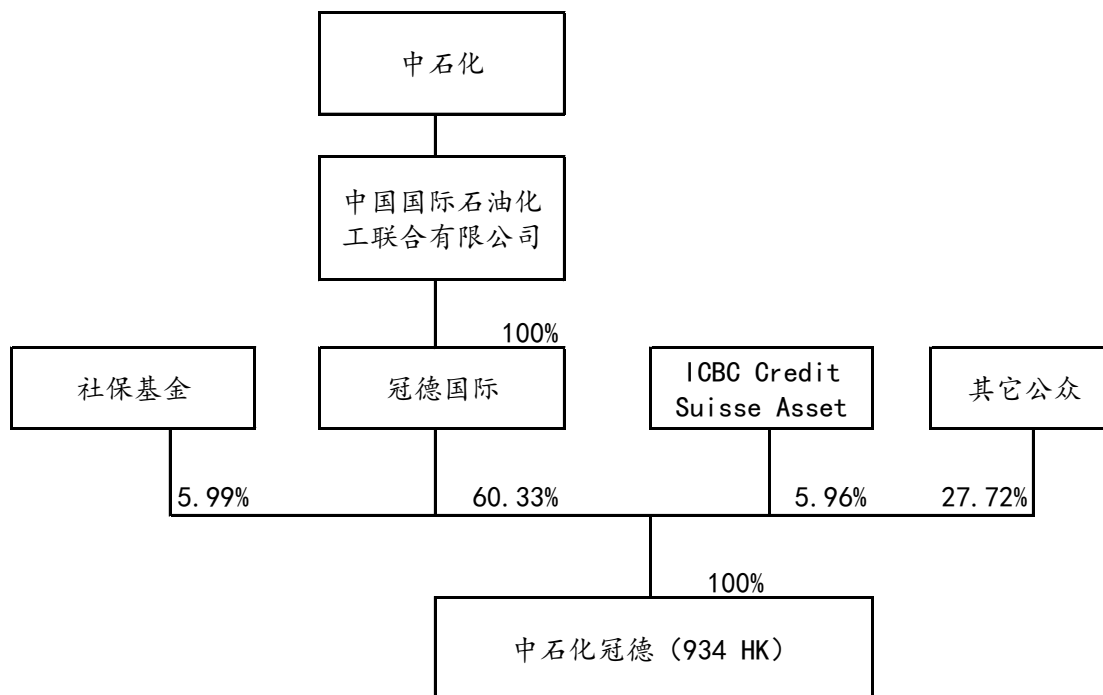 中石化
中国国际石油化
工联合有限公司
100%
社保基金
冠德国际
ICBC Credit
Suisse Asset
其它公众
5.99%
60.33%
5.96%
27.72%
100%
中石化冠德（934 HK）